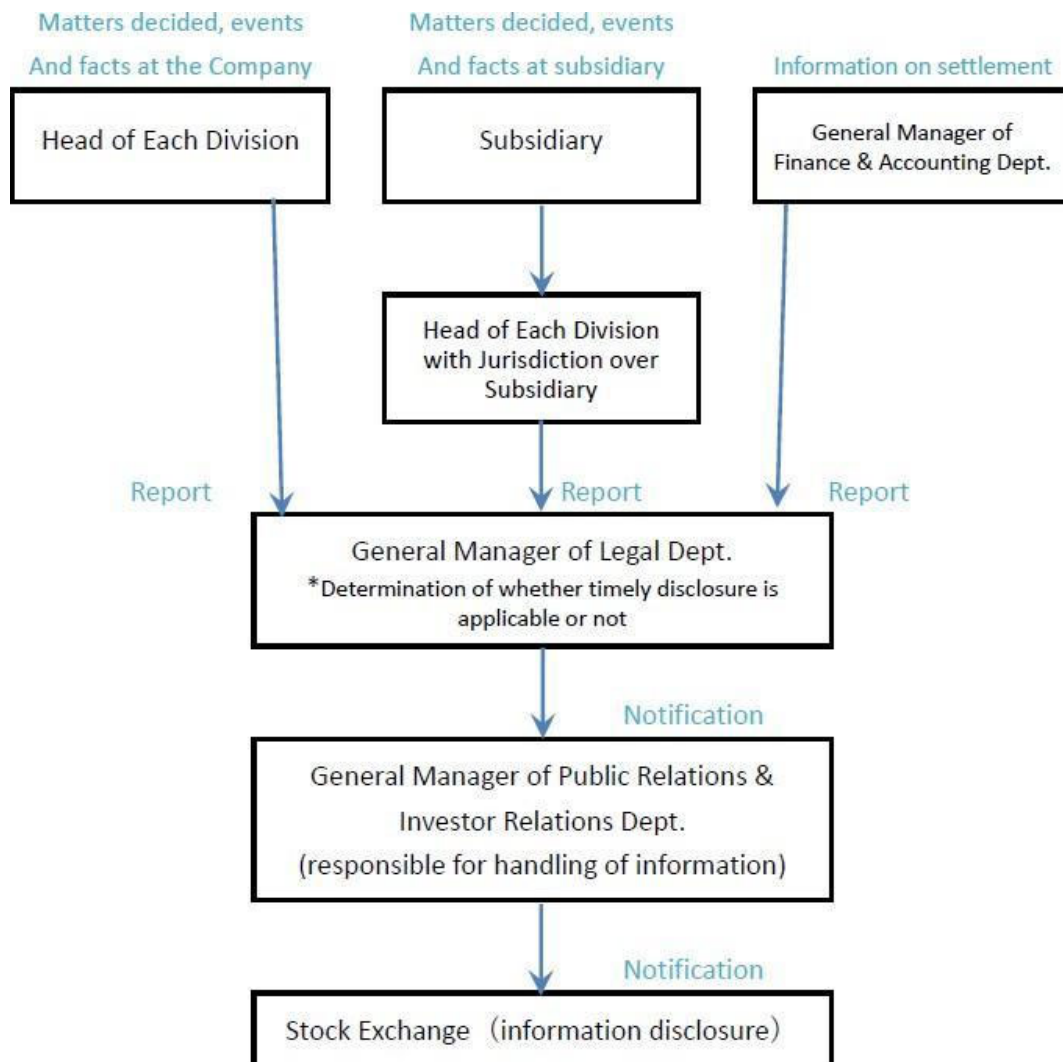 Matters decided, events
And facts at the Company
Matters decided, events
And facts at subsidiary
Information on settlement
Head of Each Division
Subsidiary
General Manager of
Finance & Accounting Dept.
Head of Each Division
with Jurisdiction over
Subsidiary
Report
Report
Report
General Manager of Legal Dept.
*Determination of whether timely disclosure is
applicable or not
Notification
General Manager of Public Relations &
Investor Relations Dept.
(responsible for handling of information)
Notification
Stock Exchange（information disclosure）